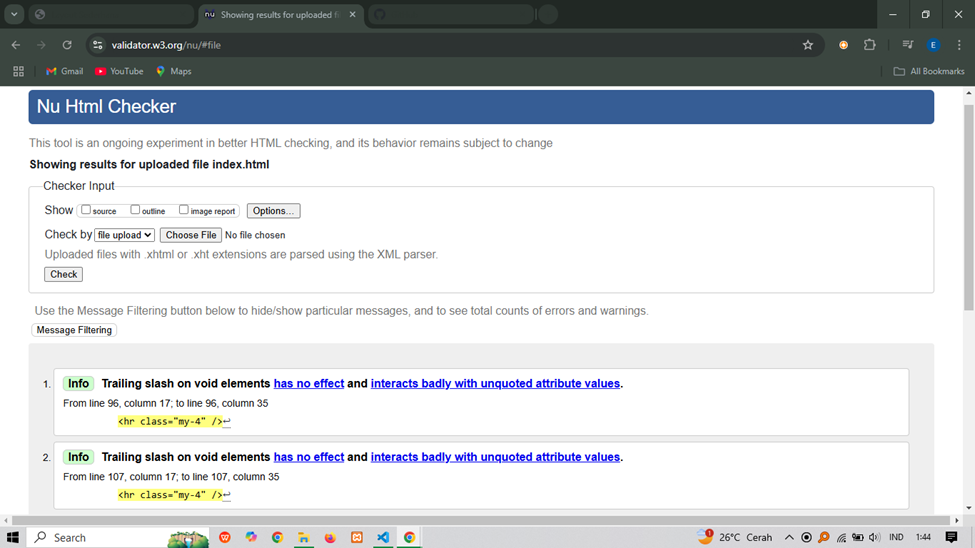 Showing results for uploaded fi
validator.w3.org/nu/#file
E
Gmail
YouTube
Maps
All Bookmarks
Nu Html Checker
This tool is an ongoing experiment in better HTML checking, and its behavior remains subject to change
Showing results for uploaded file index.html
Checker Input
Show source outline image report Options...
Check by file upload Choose File No file chosen
Uploaded files with .xhtml or .xht extensions are parsed using the XML parser.
Check
Use the Message Filtering button below to hide/show particular messages, and to see total counts of errors and warnings.
Message Filtering
1. Info Trailing slash on void elements has no effect and interacts badly with unquoted attribute values.
From line 96, column 17; to line 96, column 35
<hr class="my-4" />↩
2. Info Trailing slash on void elements has no effect and interacts badly with unquoted attribute values.
From line 107, column 17; to line 107, column 35
<hr class="my-4" />↩
Search
1
26°C Cerah
IND
1:44